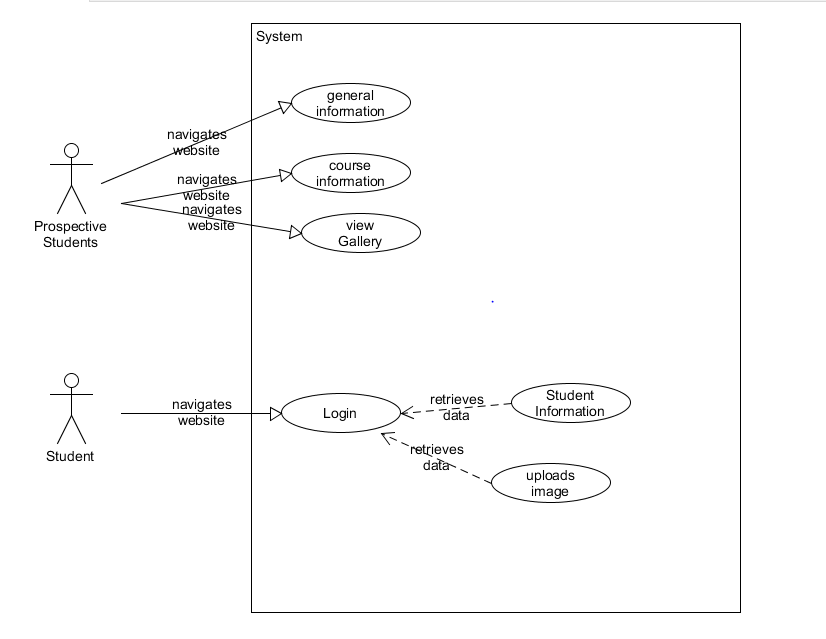 System
general
information
navigates
website
course
information
navigates
website
navigates
website
view
Gallery
Prospective
Students
navigates
website
Login
retrieves
data
Student
Information
Student
retrieves
data
uploads
image